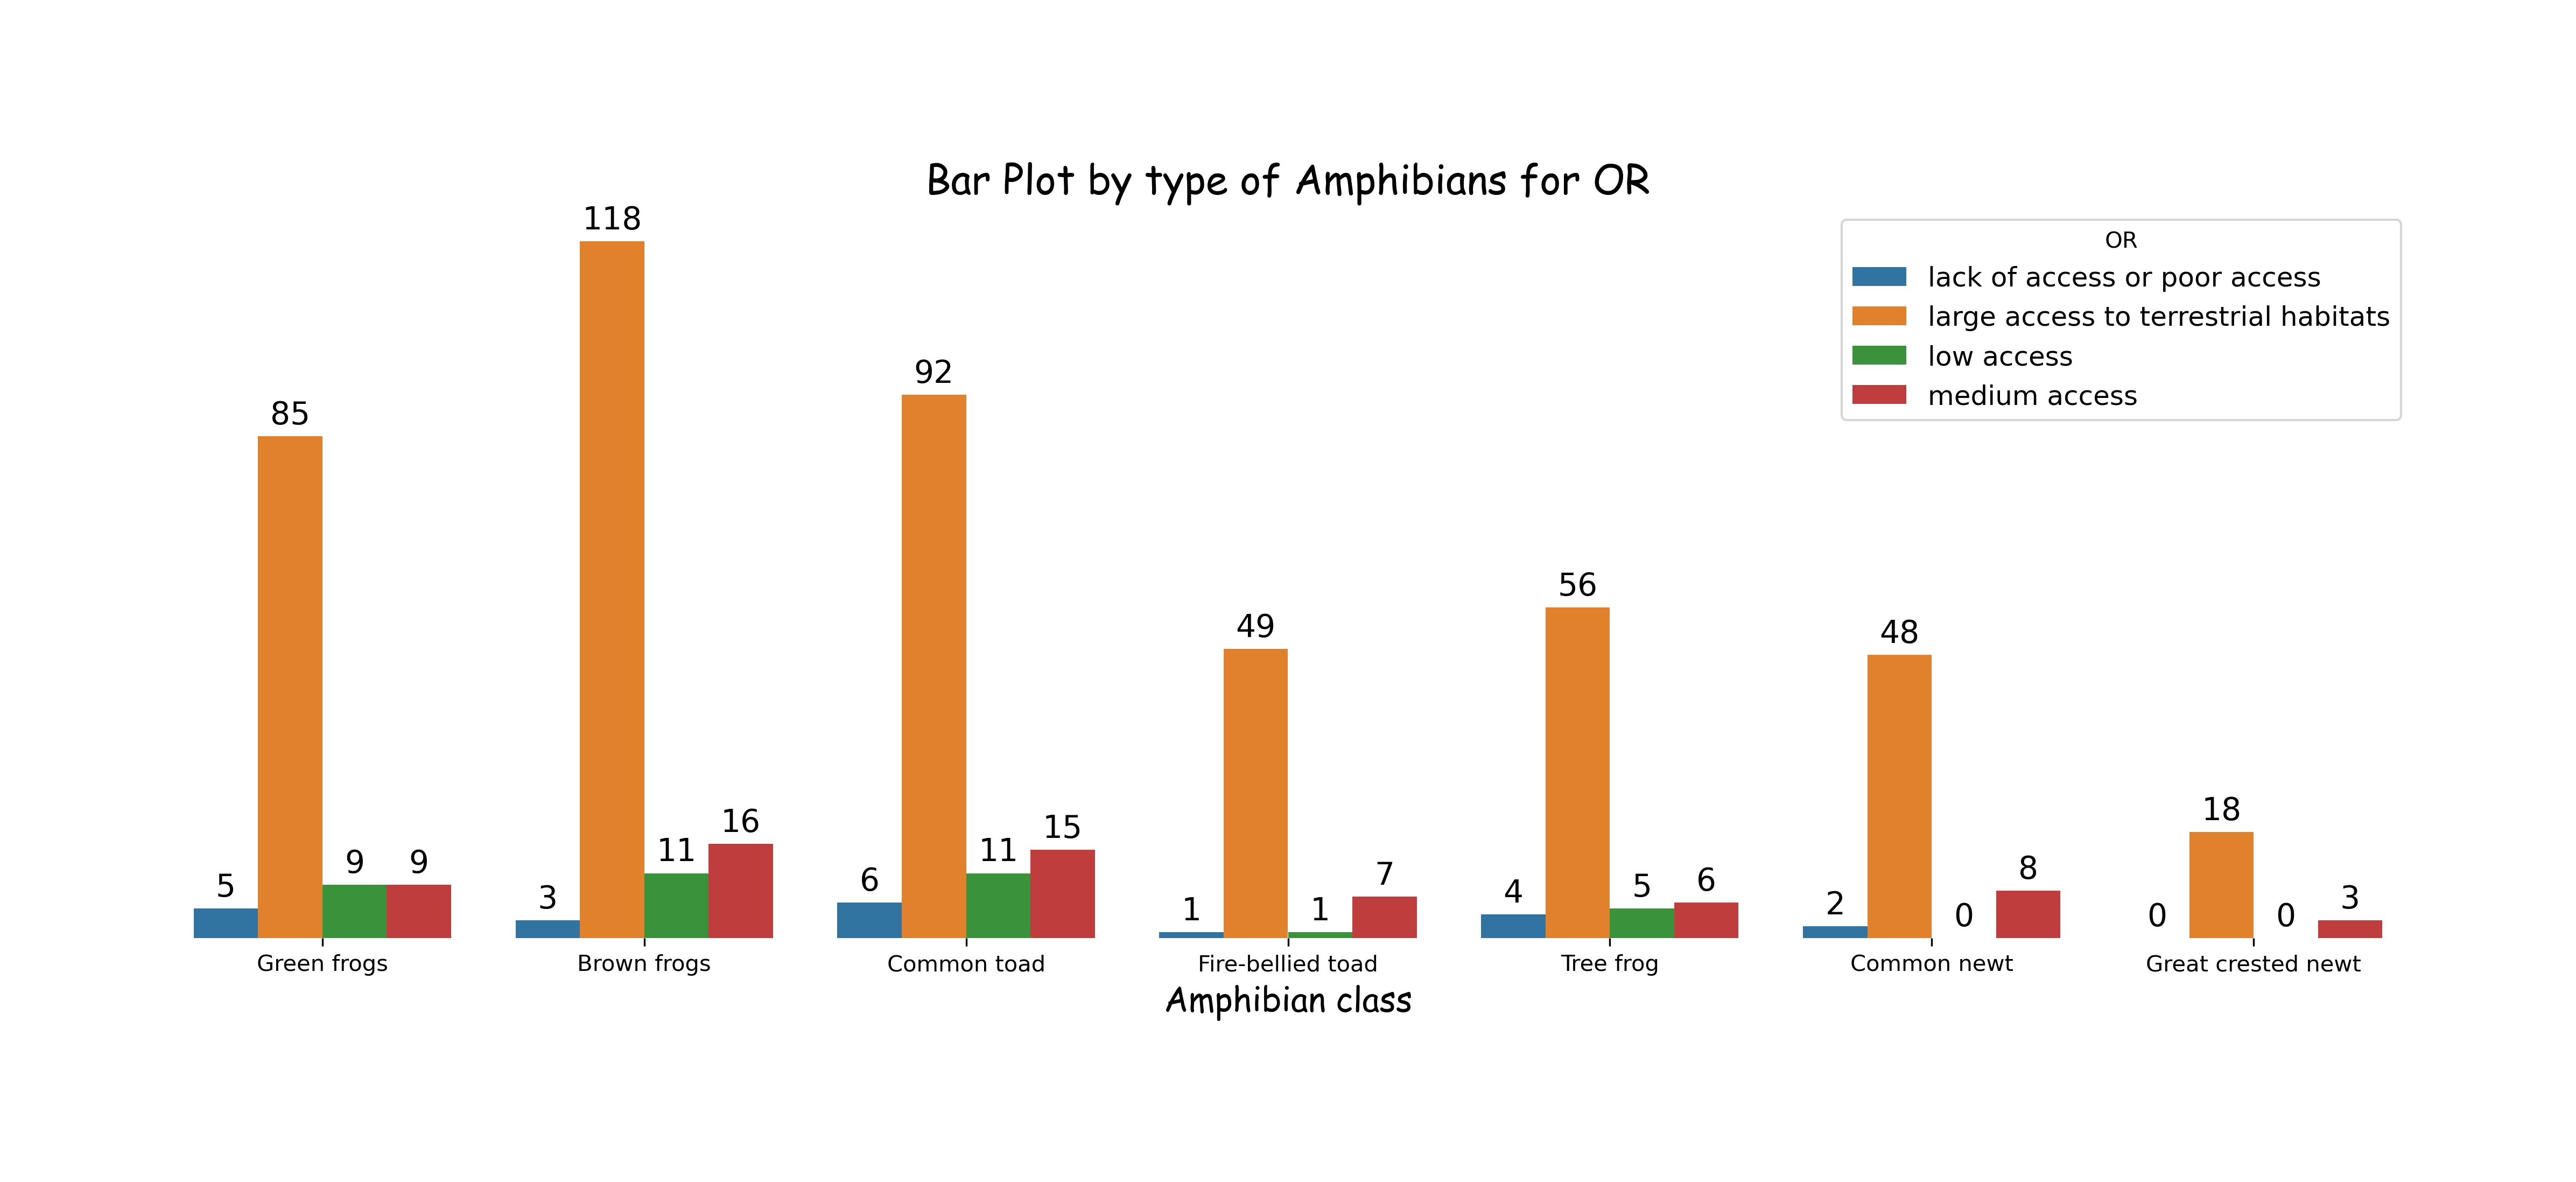 Bar Plot by type of Amphibians for OR
OR
lack of access or poor access
large access to terrestrial habitats
low access
medium access
5 85 9 9
3 118 11 16
6 92 11 15
1 49 1 7
4 56 5 6
2 48 0 8
0 18 0 3
Green frogs Brown frogs Common toad Fire-bellied toad Tree frog Common newt Great crested newt
Amphibian class